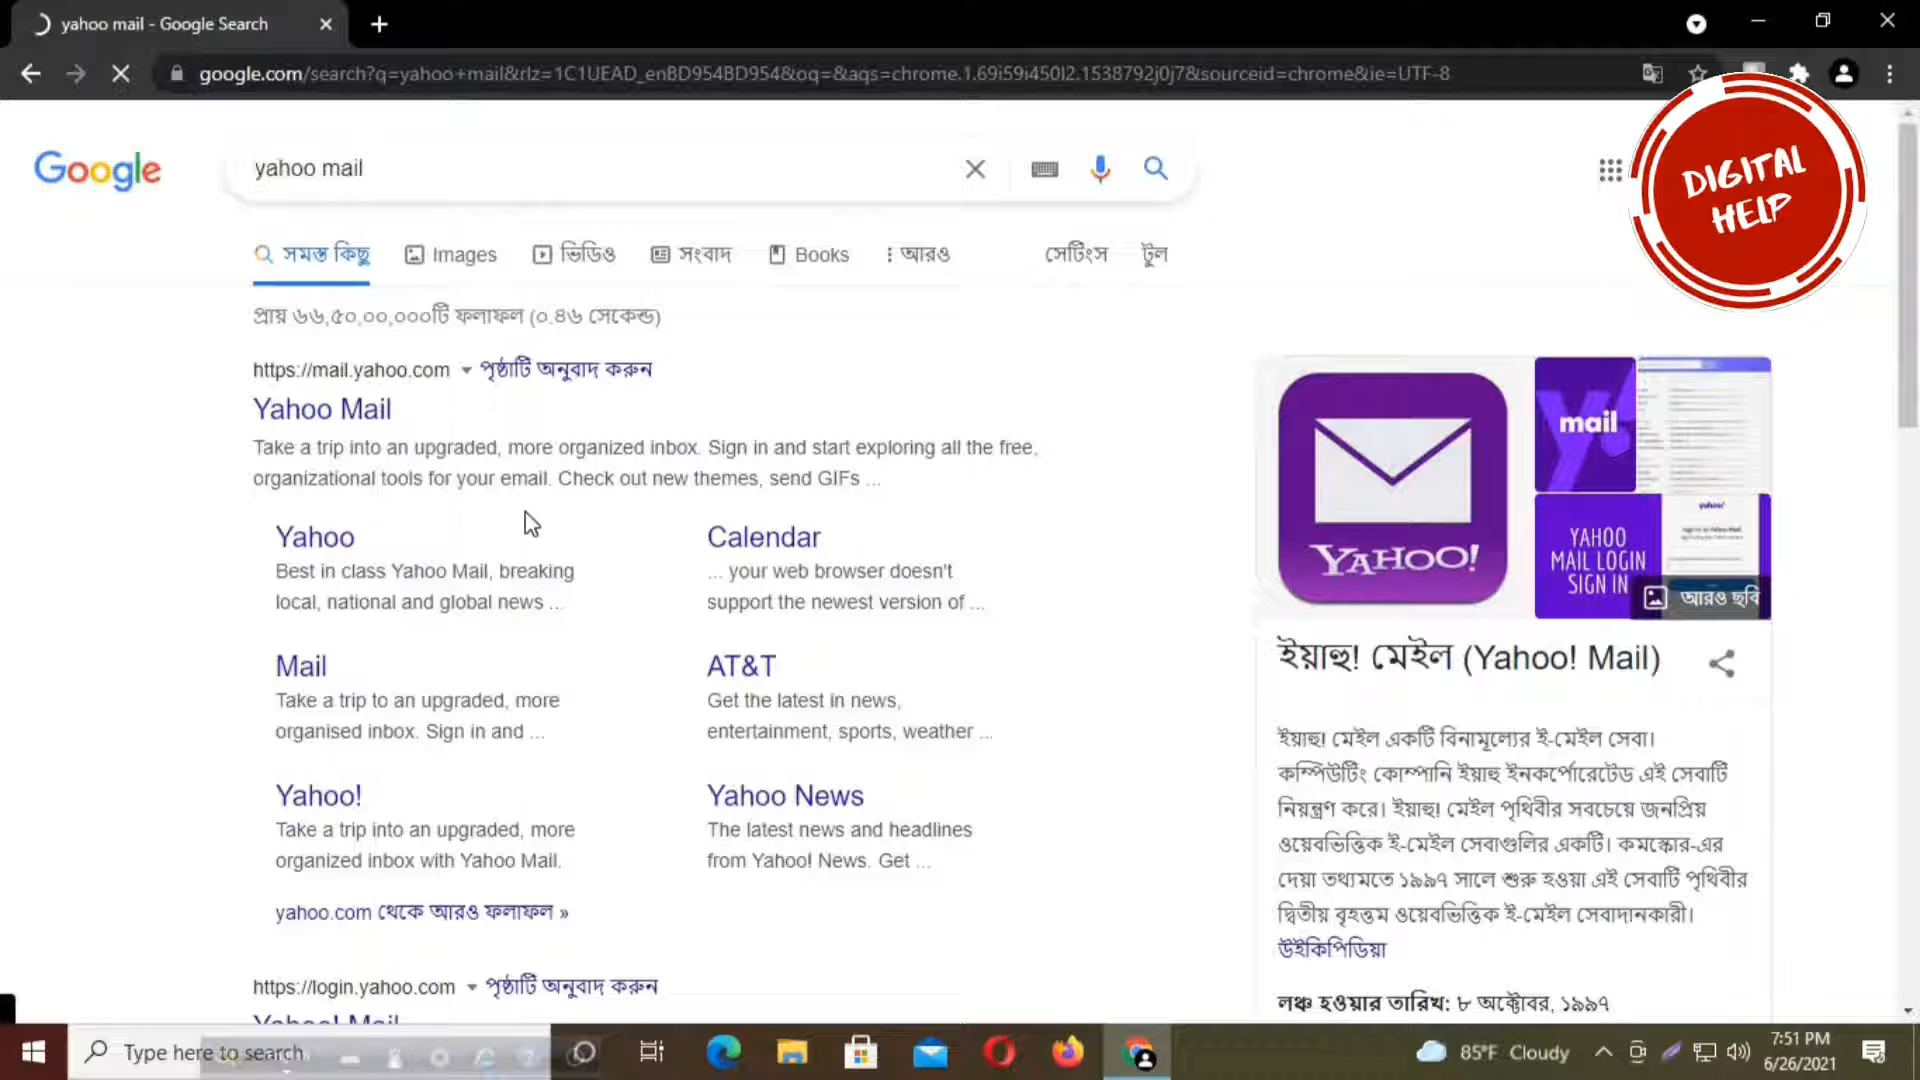 yahoo mail - Google Search
google.com/search?q=yahoo+mail&rlz=1C1UEAD_enBD954BD954&oq=&aqs=chrome.1.69i59i450l2.1538792j0j7&sourceid=chrome&ie=UTF-8
DIGITAL
HELP
Google
yahoo mail
সমস্ত কিছু Images ভিডিও সংবাদ Books আরও সেটিংস টুল
প্রায় ৬৬,৫০,০০,০০০টি ফলাফল (০.৪৬ সেকেন্ড)
https://mail.yahoo.com পৃষ্ঠাটি অনুবাদ করুন
Yahoo Mail
Take a trip into an upgraded, more organized inbox. Sign in and start exploring all the free,
organizational tools for your email. Check out new themes, send GIFs ...
Yahoo
Best in class Yahoo Mail, breaking
local, national and global news ...
Calendar
... your web browser doesn't
support the newest version of ...
Mail
Take a trip to an upgraded, more
organised inbox. Sign in and ...
AT&T
Get the latest in news,
entertainment, sports, weather ...
Yahoo!
Take a trip into an upgraded, more
organized inbox with Yahoo Mail.
Yahoo News
The latest news and headlines
from Yahoo! News. Get ...
yahoo.com থেকে আরও ফলাফল »
https://login.yahoo.com পৃষ্ঠাটি অনুবাদ করুন
Yahoo! Mail
YAHOO!
mail
yahoo!
YAHOO
MAIL LOGIN
SIGN IN
আরও ছবি
ইয়াহু! মেইল (Yahoo! Mail)
ইয়াহু! মেইল একটি বিনামূল্যের ই-মেইল সেবা।
কম্পিউটিং কোম্পানি ইয়াহু ইনকর্পোরেটেড এই সেবাটি
নিয়ন্ত্রণ করে। ইয়াহু! মেইল পৃথিবীর সবচেয়ে জনপ্রিয়
ওয়েবভিত্তিক ই-মেইল সেবাগুলির একটি। কমস্কোর-এর
দেয়া তথ্যমতে ১৯৯৭ সালে শুরু হওয়া এই সেবাটি পৃথিবীর
দ্বিতীয় বৃহত্তম ওয়েবভিত্তিক ই-মেইল সেবাদানকারী।
উইকিপিডিয়া
লঞ্চ হওয়ার তারিখ: ৮ অক্টোবর, ১৯৯৭
Type here to search
85°F Cloudy
7:51 PM
6/26/2021